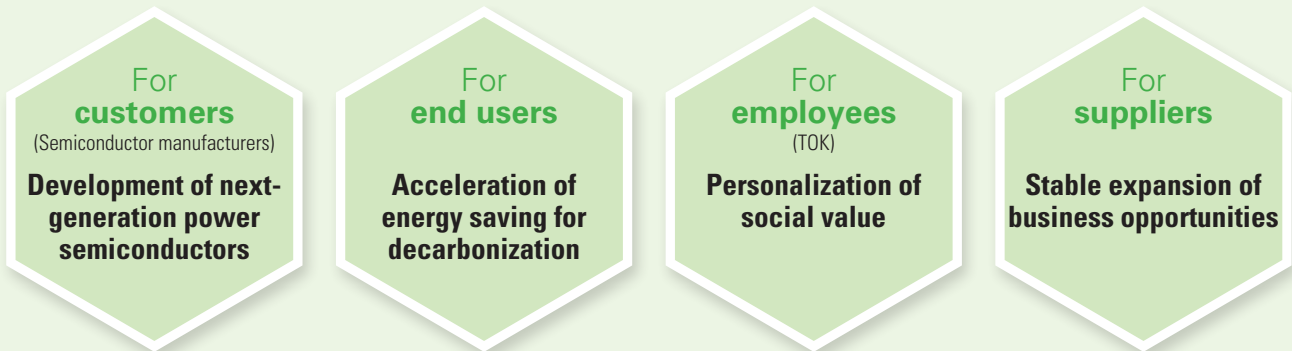 For
customers
(Semiconductor manufacturers)
Development of next-
generation power
semiconductors
For
end users
Acceleration of
energy saving for
decarbonization
For
employees
(TOK)
Personalization of
social value
For
suppliers
Stable expansion of
business opportunities